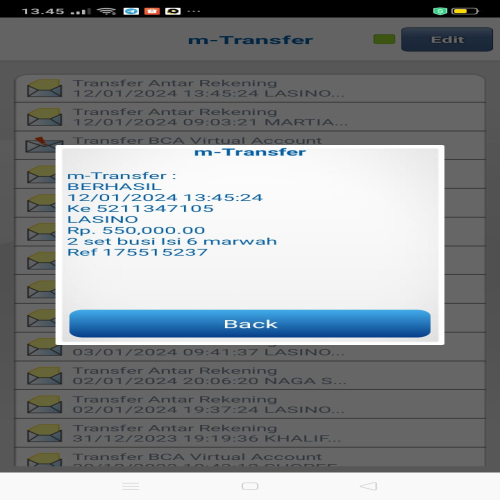 13.45
m-Transfer
Edit
Transfer Antar Rekening
12/01/2024 13:45:24 LASINO...
Transfer Antar Rekening
12/01/2024 09:03:21 MARTIA...
Transfer BCA Virtual Account
m-Transfer
m-Transfer :
BERHASIL
12/01/2024 13:45:24
Ke 5211347105
LASINO
Rp. 550,000.00
2 set busi Isi 6 marwah
Ref 175515237
Back
03/01/2024 09:41:37 LASINO...
Transfer Antar Rekening
02/01/2024 20:06:20 NAGA S...
Transfer Antar Rekening
02/01/2024 19:37:24 LASINO...
Transfer Antar Rekening
31/12/2023 19:19:36 KHALIF...
Transfer BCA Virtual Account